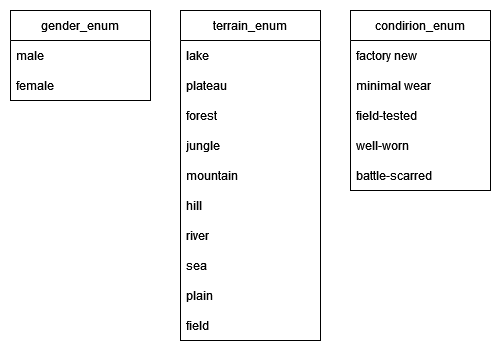 gender_enum
male
female
terrain_enum
lake
plateau
forest
jungle
mountain
hill
river
sea
plain
field
condirion_enum
factory new
minimal wear
field-tested
well-worn
battle-scarred